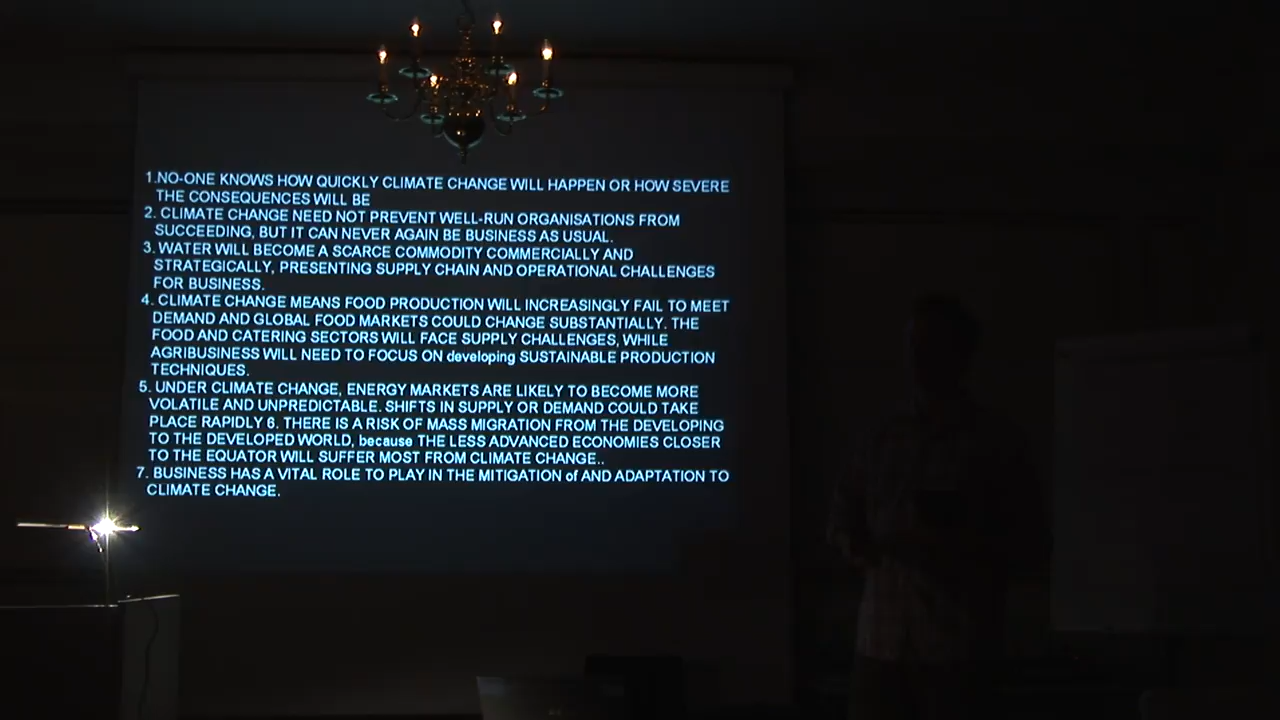 1.NO-ONE KNOWS HOW QUICKLY CLIMATE CHANGE WILL HAPPEN OR HOW SEVERE
THE CONSEQUENCES WILL BE
2. CLIMATE CHANGE NEED NOT PREVENT WELL-RUN ORGANISATIONS FROM
SUCCEEDING, BUT IT CAN NEVER AGAIN BE BUSINESS AS USUAL.
3. WATER WILL BECOME A SCARCE COMMODITY COMMERCIALLY AND
STRATEGICALLY, PRESENTING SUPPLY CHAIN AND OPERATIONAL CHALLENGES
FOR BUSINESS.
4. CLIMATE CHANGE MEANS FOOD PRODUCTION WILL INCREASINGLY FAIL TO MEET
DEMAND AND GLOBAL FOOD MARKETS COULD CHANGE SUBSTANTIALLY. THE
FOOD AND CATERING SECTORS WILL FACE SUPPLY CHALLENGES, WHILE
AGRIBUSINESS WILL NEED TO FOCUS ON developing SUSTAINABLE PRODUCTION
TECHNIQUES.
5. UNDER CLIMATE CHANGE, ENERGY MARKETS ARE LIKELY TO BECOME MORE
VOLATILE AND UNPREDICTABLE. SHIFTS IN SUPPLY OR DEMAND COULD TAKE
PLACE RAPIDLY 6. THERE IS A RISK OF MASS MIGRATION FROM THE DEVELOPING
TO THE DEVELOPED WORLD, because THE LESS ADVANCED ECONOMIES CLOSER
TO THE EQUATOR WILL SUFFER MOST FROM CLIMATE CHANGE..
7. BUSINESS HAS A VITAL ROLE TO PLAY IN THE MITIGATION of AND ADAPTATION TO
CLIMATE CHANGE.